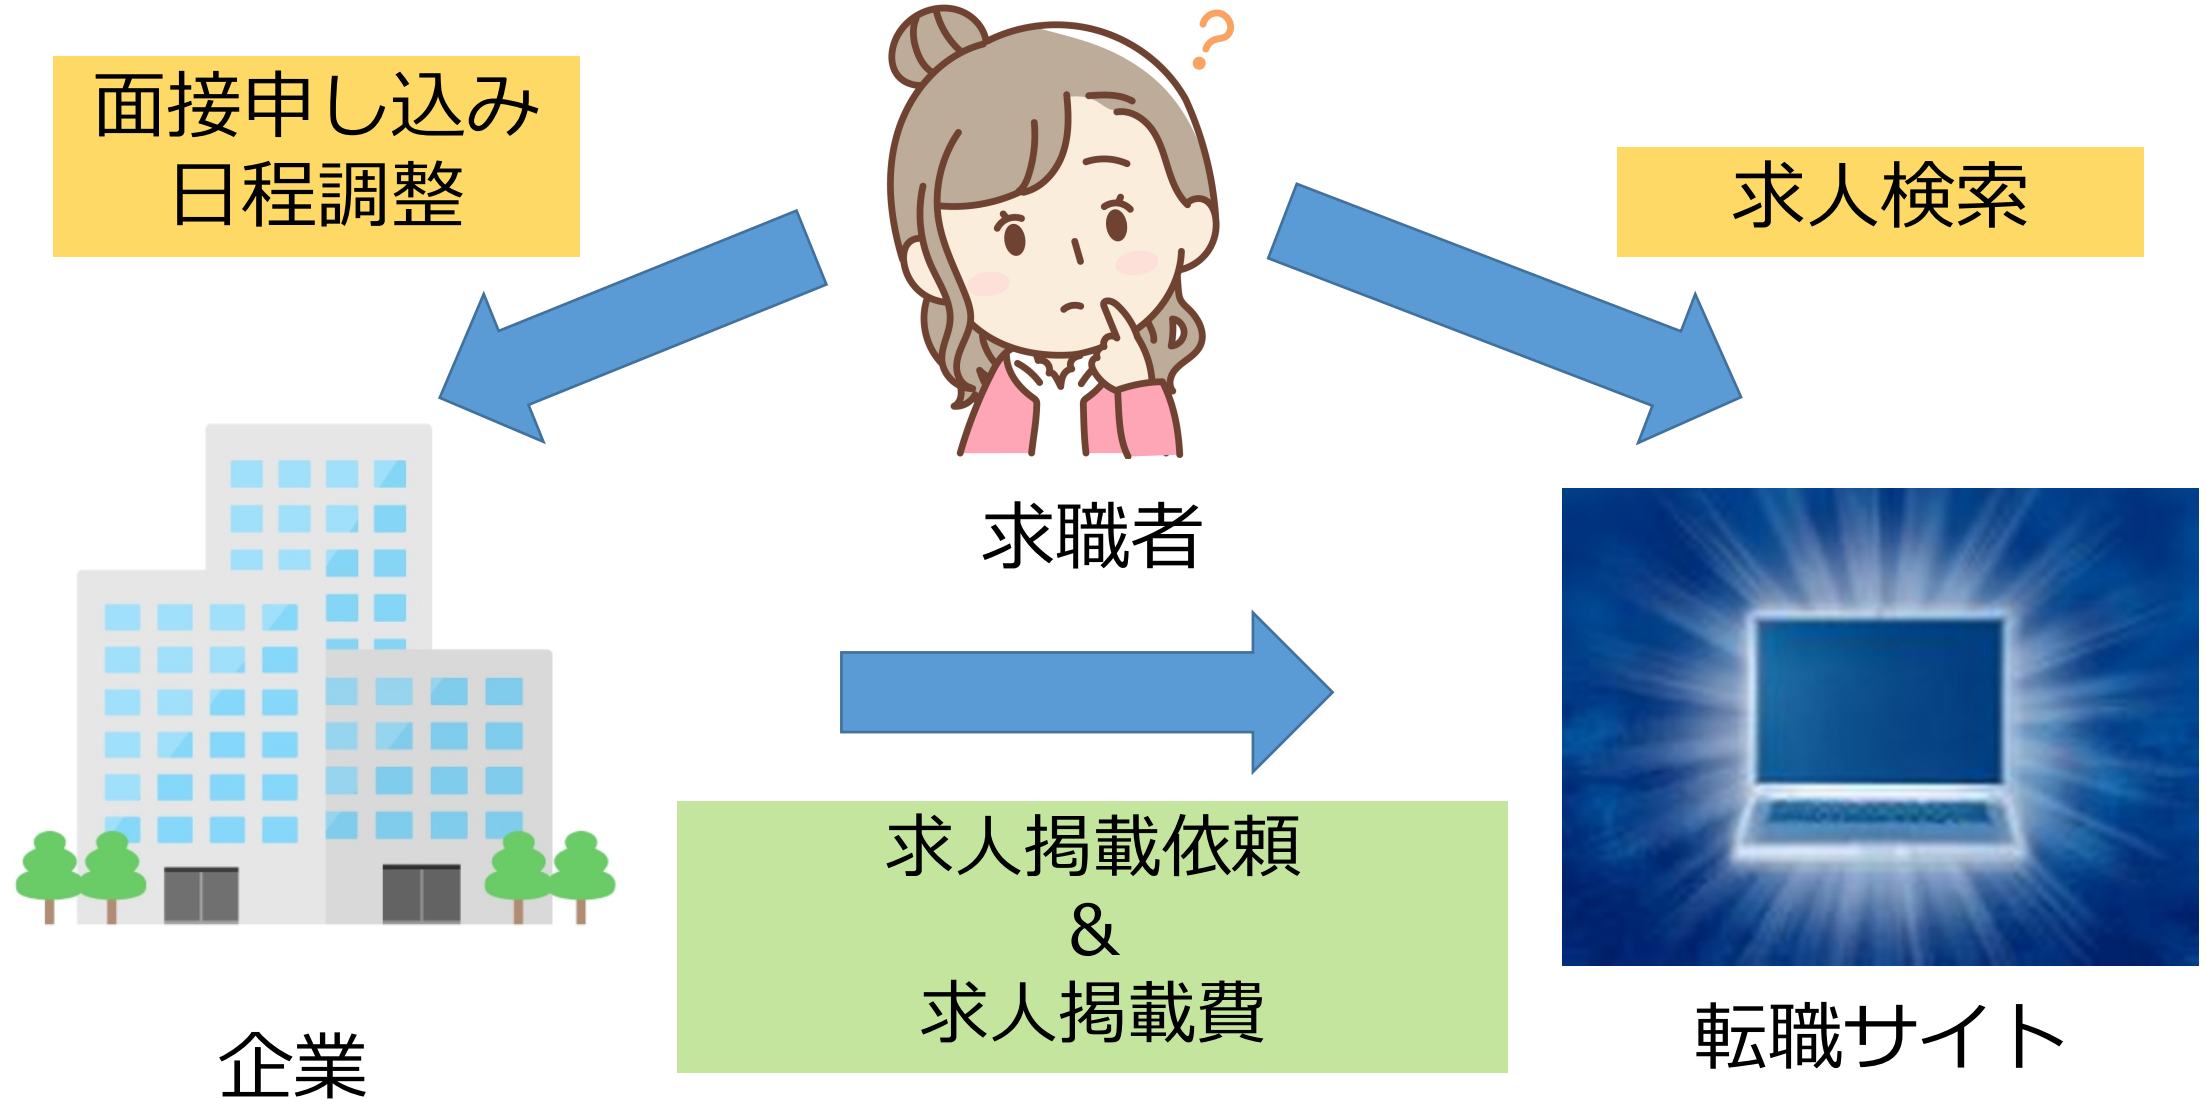 面接申し込み
日程調整
?
求人検索
求職者
求人掲載依頼
&
求人掲載費
企業
転職サイト